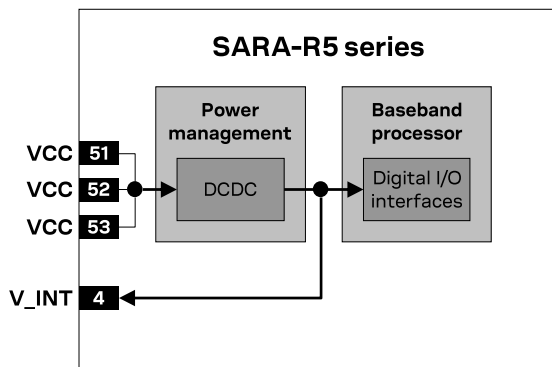 SARA-R5 series
Power
management
Baseband
processor
VCC 51
VCC 52
VCC 53
DCDC
Digital I/O
interfaces
V_INT 4